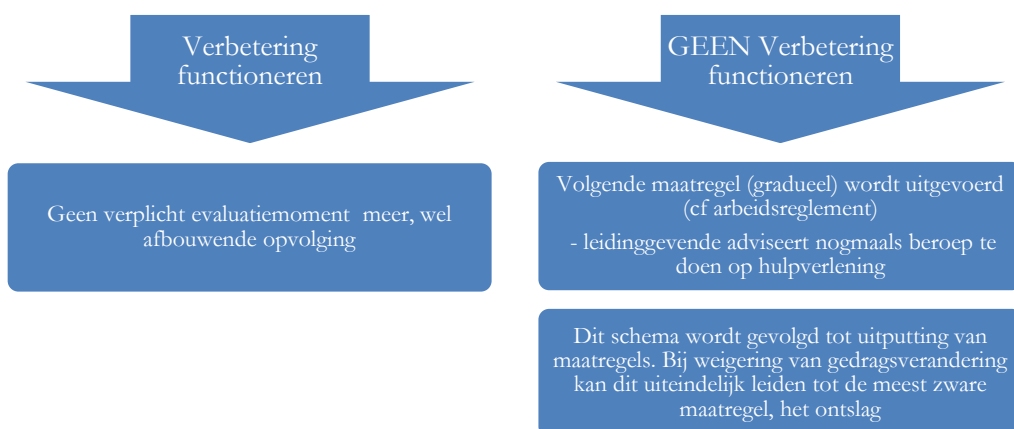 Verbetering
functioneren
Geen verplicht evaluatiemoment meer, wel
afbouwende opvolging
GEEN Verbetering
functioneren
Volgende maatregel (gradueel) wordt uitgevoerd
(cf arbeidsreglement)
- leidinggevende adviseert nogmaals beroep te
doen op hulpverlening
Dit schema wordt gevolgd tot uitputting van
maatregels. Bij weigering van gedragsverandering
kan dit uiteindelijk leiden tot de meest zware
maatregel, het ontslag